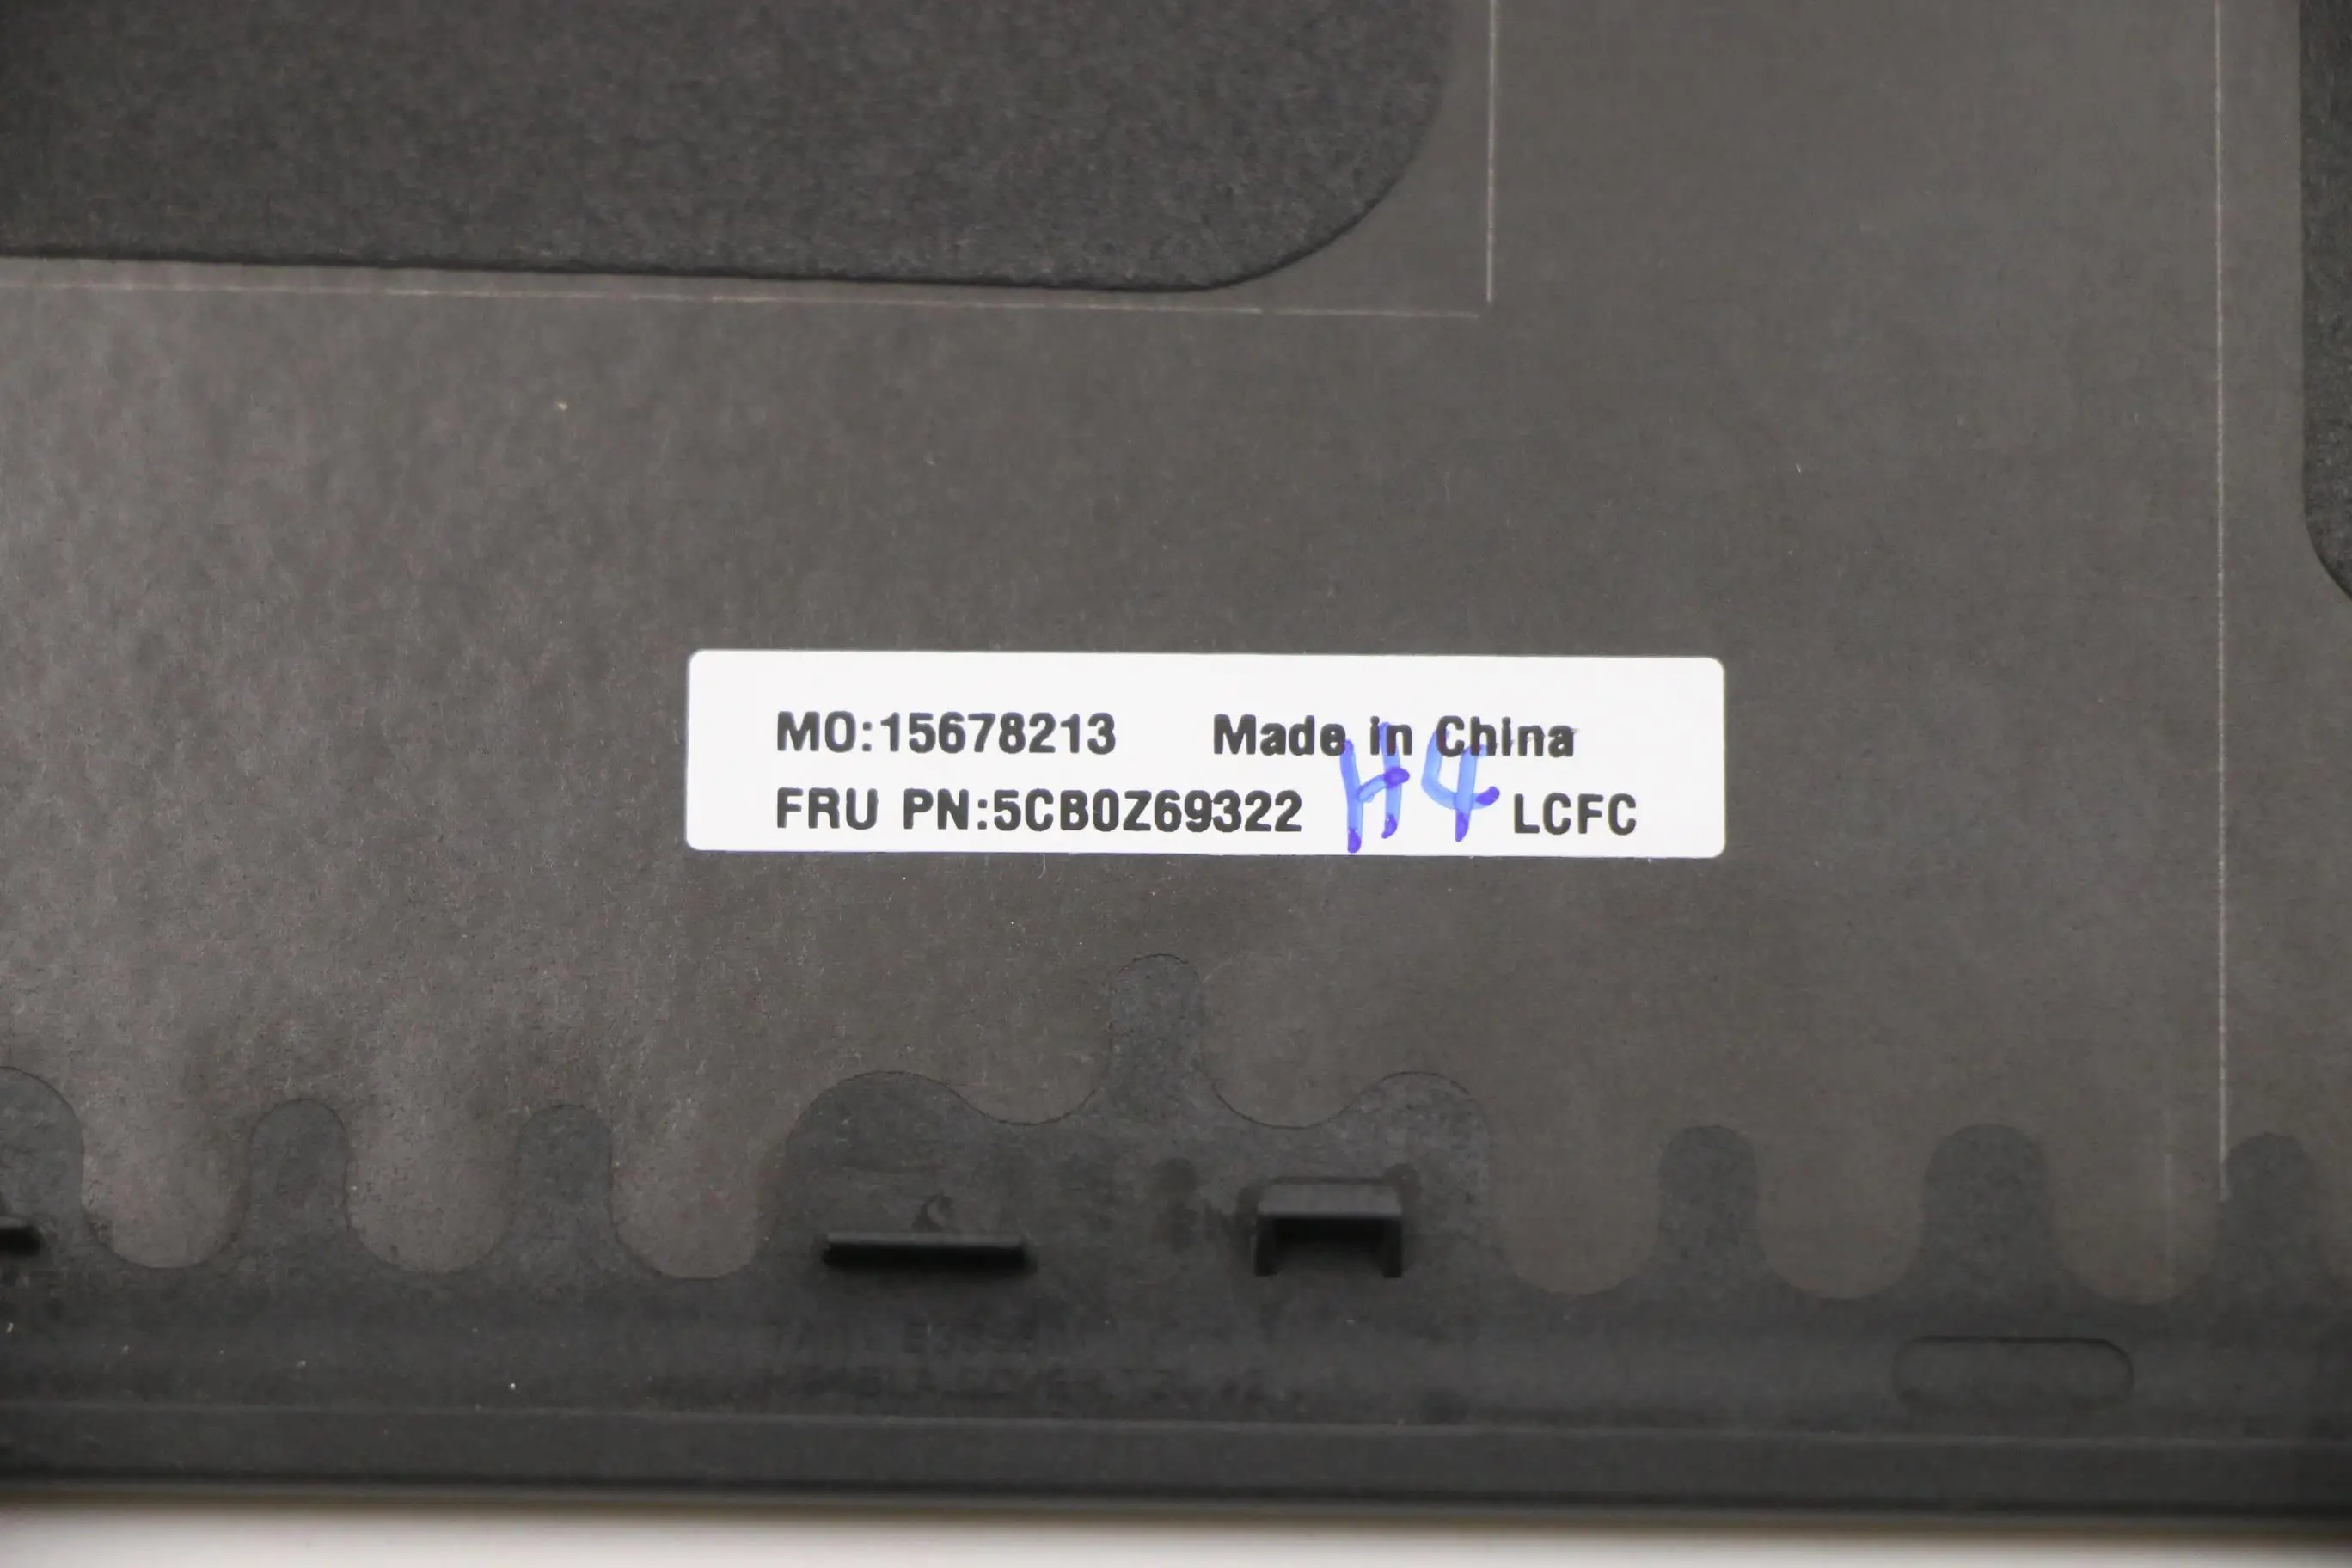 MO:15678213 Made in China
FRU PN:5CB0Z69322 H4 LCFC